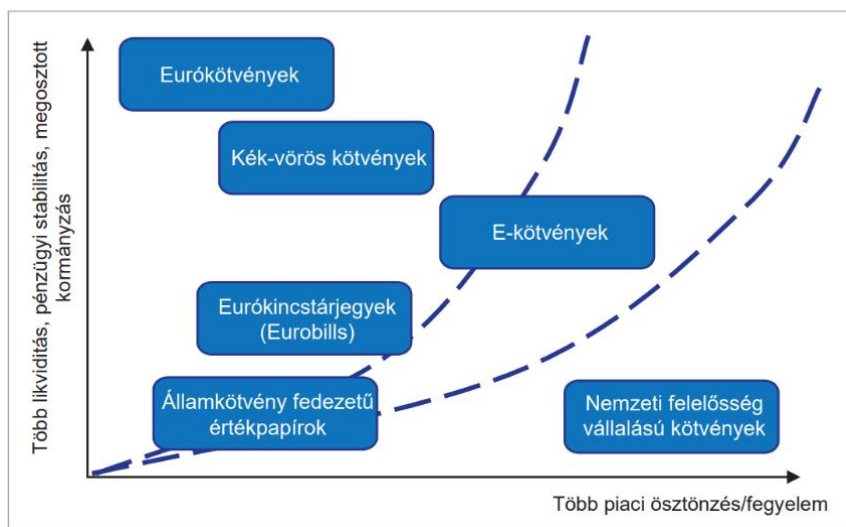 Több likviditás, pénzügyi stabilitás, megosztott
kormányzás
Eurókötvények
Kék-vörös kötvények
E-kötvények
Eurókincstárjegyek
(Eurobills)
Államkötvény fedezetű
értékpapírok
Nemzeti felelősség
vállalású kötvények
Több piaci ösztönzés/fegyelem